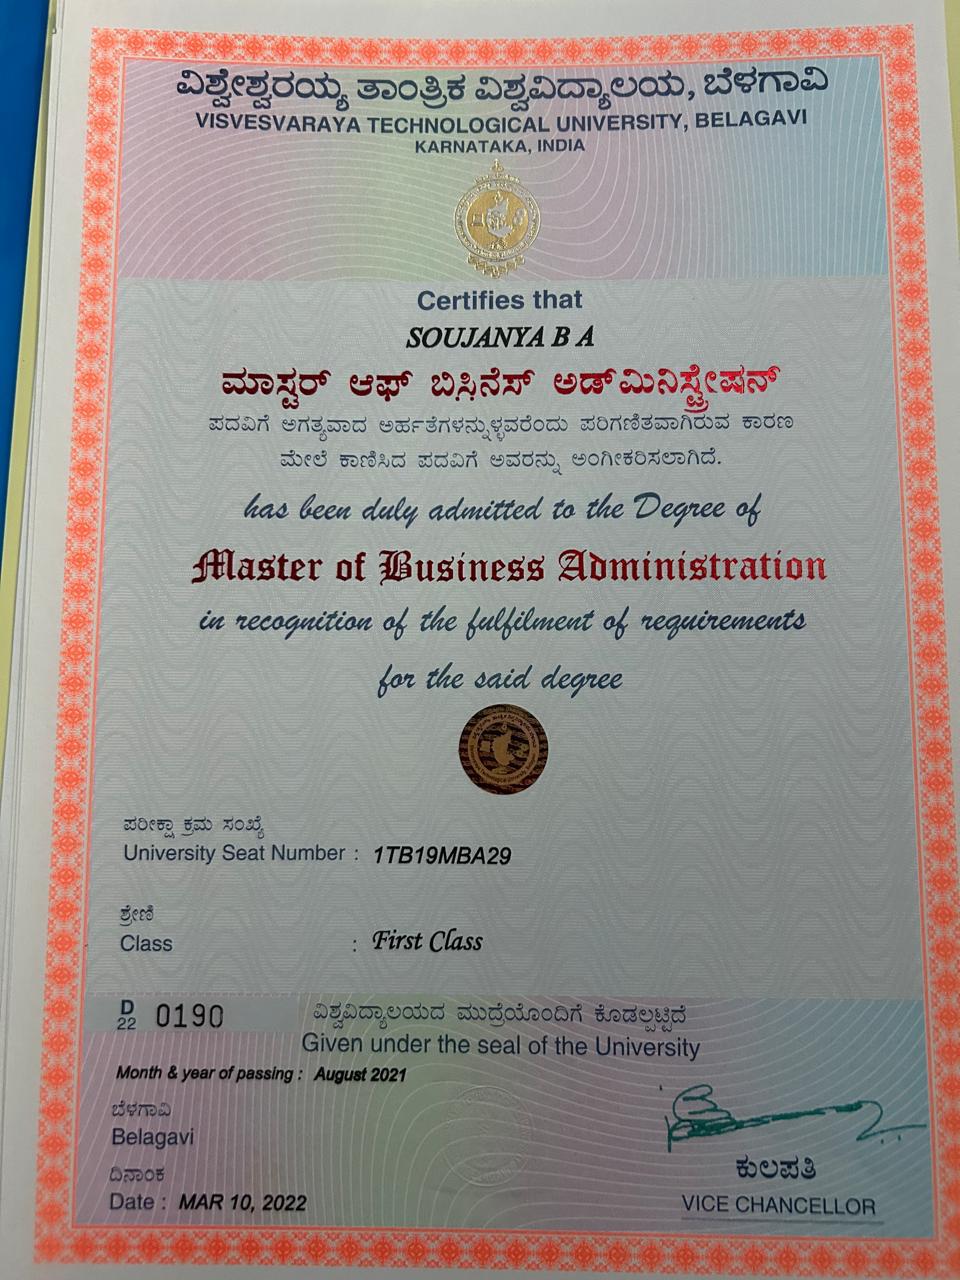 ವಿಶ್ವೇಶ್ವರಯ್ಯ ತಾಂತ್ರಿಕ ವಿಶ್ವವಿದ್ಯಾಲಯ, ಬೆಳಗಾವಿ
VISVESVARAYA TECHNOLOGICAL UNIVERSITY, BELAGAVI
KARNATAKA, INDIA
Certifies that
SOUJANYA B A
ಮಾಸ್ಟರ್ ಆಫ್ ಬಿಸಿನೆಸ್ ಅಡ್‌ಮಿನಿಸ್ಟ್ರೇಷನ್
ಪದವಿಗೆ ಅಗತ್ಯವಾದ ಅರ್ಹತೆಗಳನ್ನುಳ್ಳವರೆಂದು ಪರಿಗಣಿತವಾಗಿರುವ ಕಾರಣ
ಮೇಲೆ ಕಾಣಿಸಿದ ಪದವಿಗೆ ಅವರನ್ನು ಅಂಗೀಕರಿಸಲಾಗಿದೆ.
has been duly admitted to the Degree of
Master of Business Administration
in recognition of the fulfilment of requirements
for the said degree
ಪರೀಕ್ಷಾ ಕ್ರಮ ಸಂಖ್ಯೆ
University Seat Number : 1TB19MBA29
ಶ್ರೇಣಿ
Class : First Class
D 22 0190
ವಿಶ್ವವಿದ್ಯಾಲಯದ ಮುದ್ರೆಯೊಂದಿಗೆ ಕೊಡಲ್ಪಟ್ಟಿದೆ
Given under the seal of the University
Month & year of passing : August 2021
ಬೆಳಗಾವಿ
Belagavi
ದಿನಾಂಕ
Date : MAR 10, 2022
ಕುಲಪತಿ
VICE CHANCELLOR